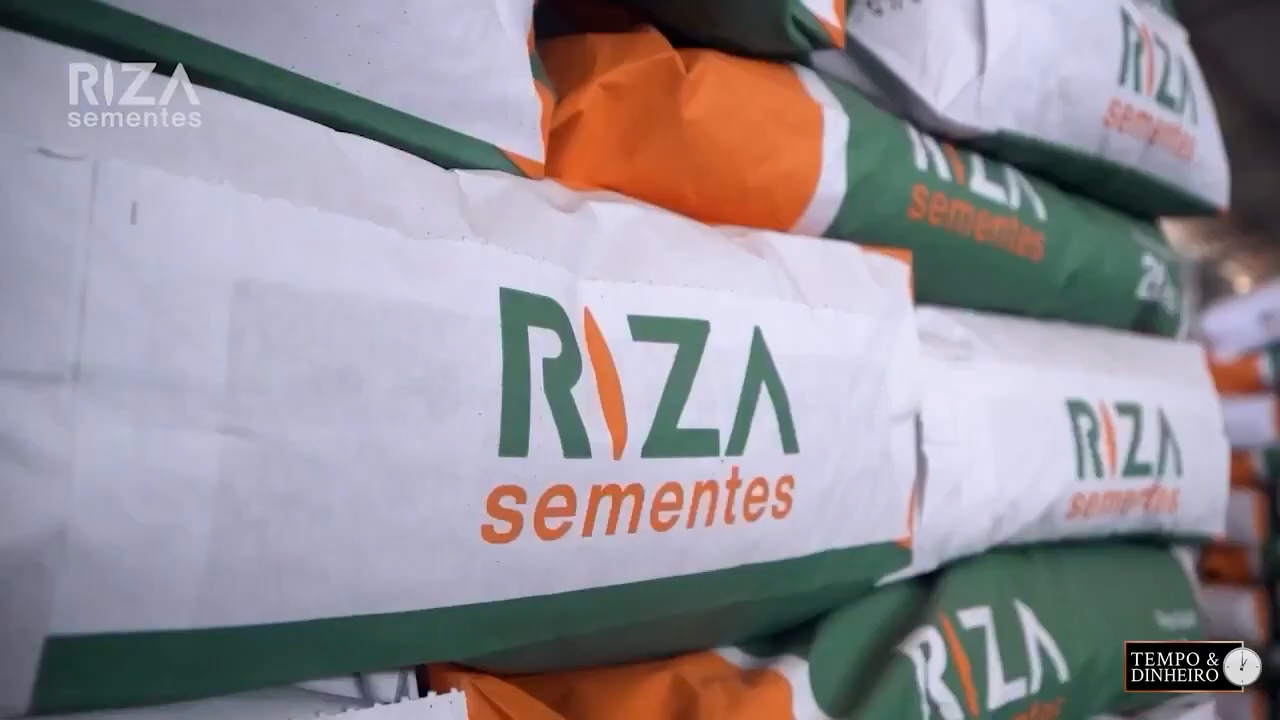 RIZA
sementes
RIZA
sementes
RIZA
sementes
RIZA
sementes
RIZA
sementes
RIZA
TEMPO &
DINHEIRO